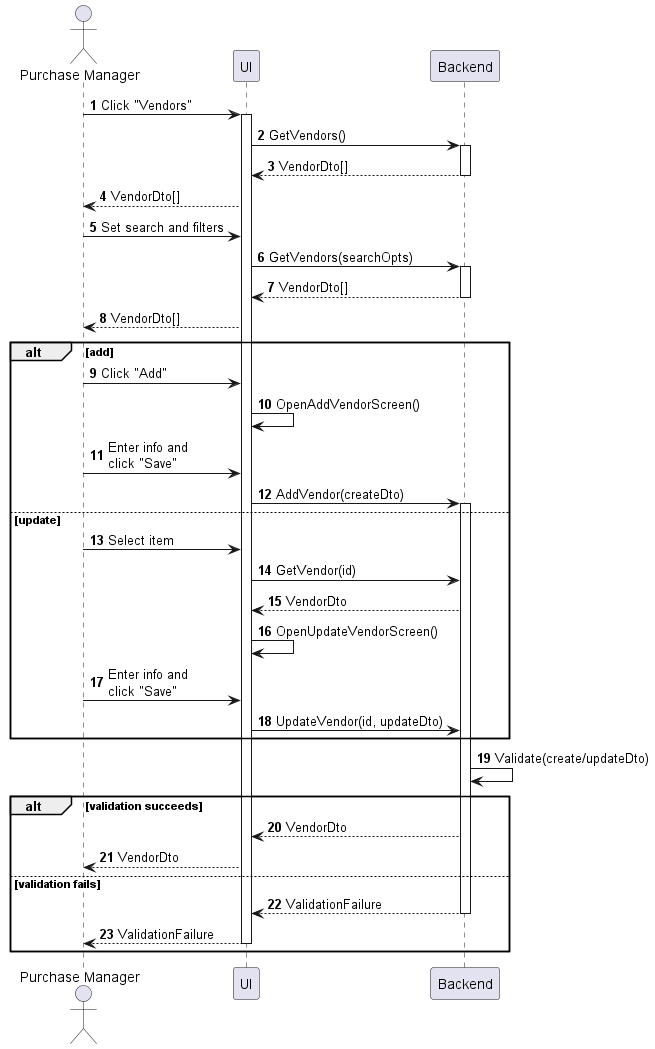 Purchase Manager
UI
Backend
1 Click "Vendors"
2 GetVendors()
3 VendorDto[]
4 VendorDto[]
5 Set search and filters
6 GetVendors(searchOpts)
7 VendorDto[]
8 VendorDto[]
alt [add]
9 Click "Add"
10 OpenAddVendorScreen()
11 Enter info and
click "Save"
12 AddVendor(createDto)
[update]
13 Select item
14 GetVendor(id)
15 VendorDto
16 OpenUpdateVendorScreen()
17 Enter info and
click "Save"
18 UpdateVendor(id, updateDto)
19 Validate(create/updateDto)
alt [validation succeeds]
20 VendorDto
21 VendorDto
[validation fails]
22 ValidationFailure
23 ValidationFailure
Purchase Manager
UI
Backend